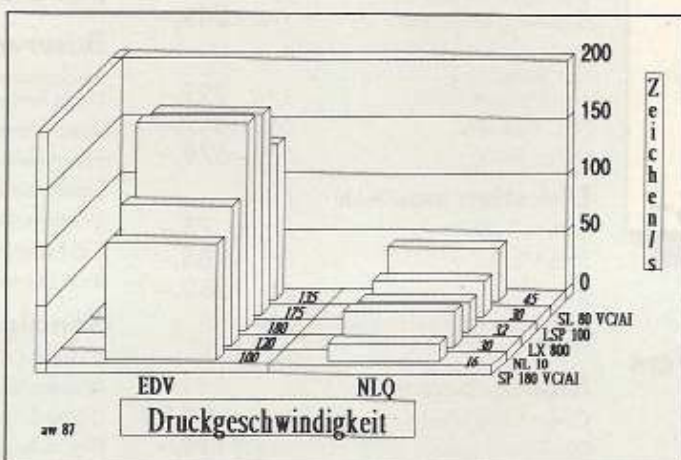 200
150
100
50
0
Zeichen/s
135
175
180
120
100
45
30
32
30
16
SL 80 VC/AI
LSP 100
LX 800
NL 10
SP 180 VC/AI
EDV
NLQ
Druckgeschwindigkeit
aw 87